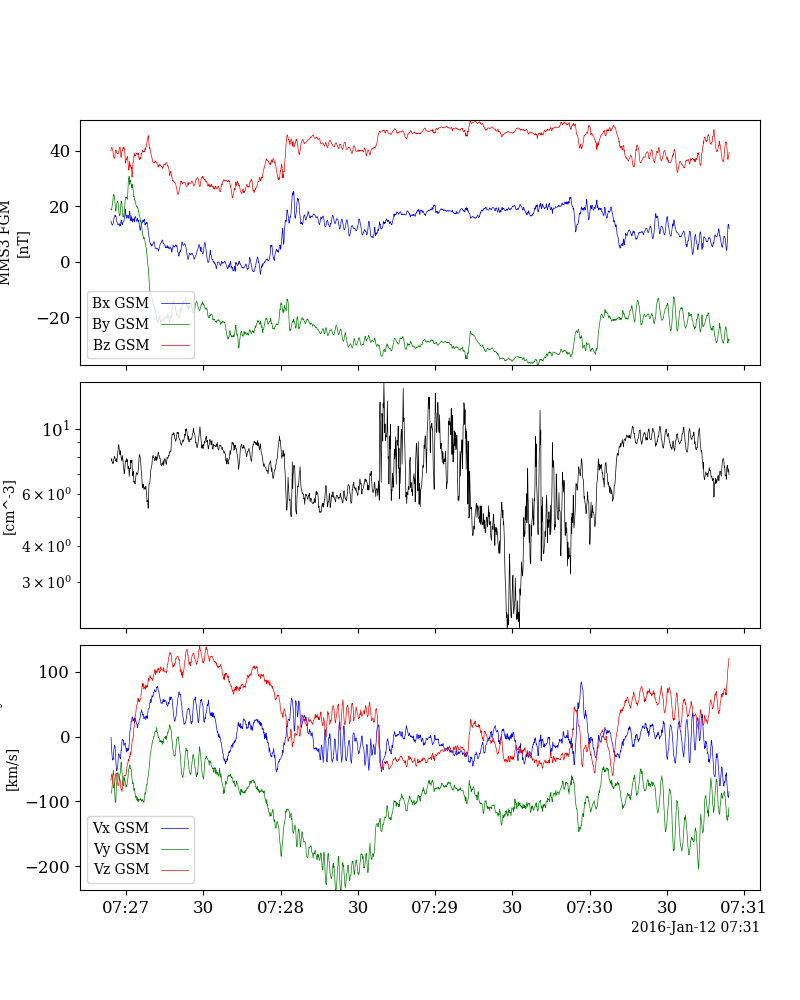 MMS3 FGM
[nT]
40
20
0
−20
Bx GSM
By GSM
Bz GSM
[cm^-3]
10¹
6 × 10⁰
4 × 10⁰
3 × 10⁰
[km/s]
100
0
−100
−200
Vx GSM
Vy GSM
Vz GSM
07:27 30 07:28 30 07:29 30 07:30 30 07:31
2016-Jan-12 07:31